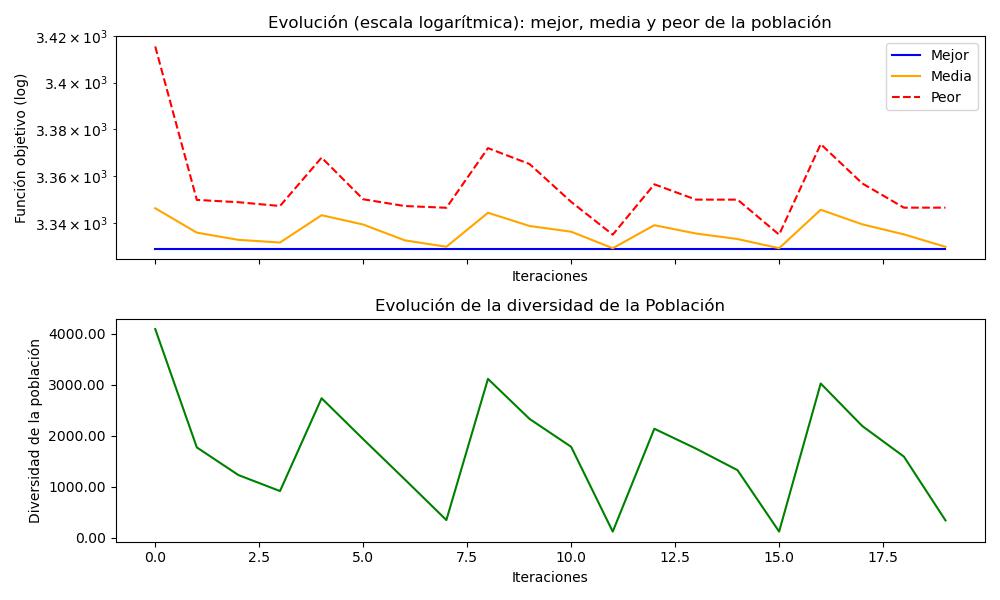 Evolución (escala logarítmica): mejor, media y peor de la población
Función objetivo (log)
3.42 × 10³
3.4 × 10³
3.38 × 10³
3.36 × 10³
3.34 × 10³
Mejor
Media
Peor
Iteraciones
Evolución de la diversidad de la Población
Diversidad de la población
4000.00
3000.00
2000.00
1000.00
0.00
0.0 2.5 5.0 7.5 10.0 12.5 15.0 17.5
Iteraciones